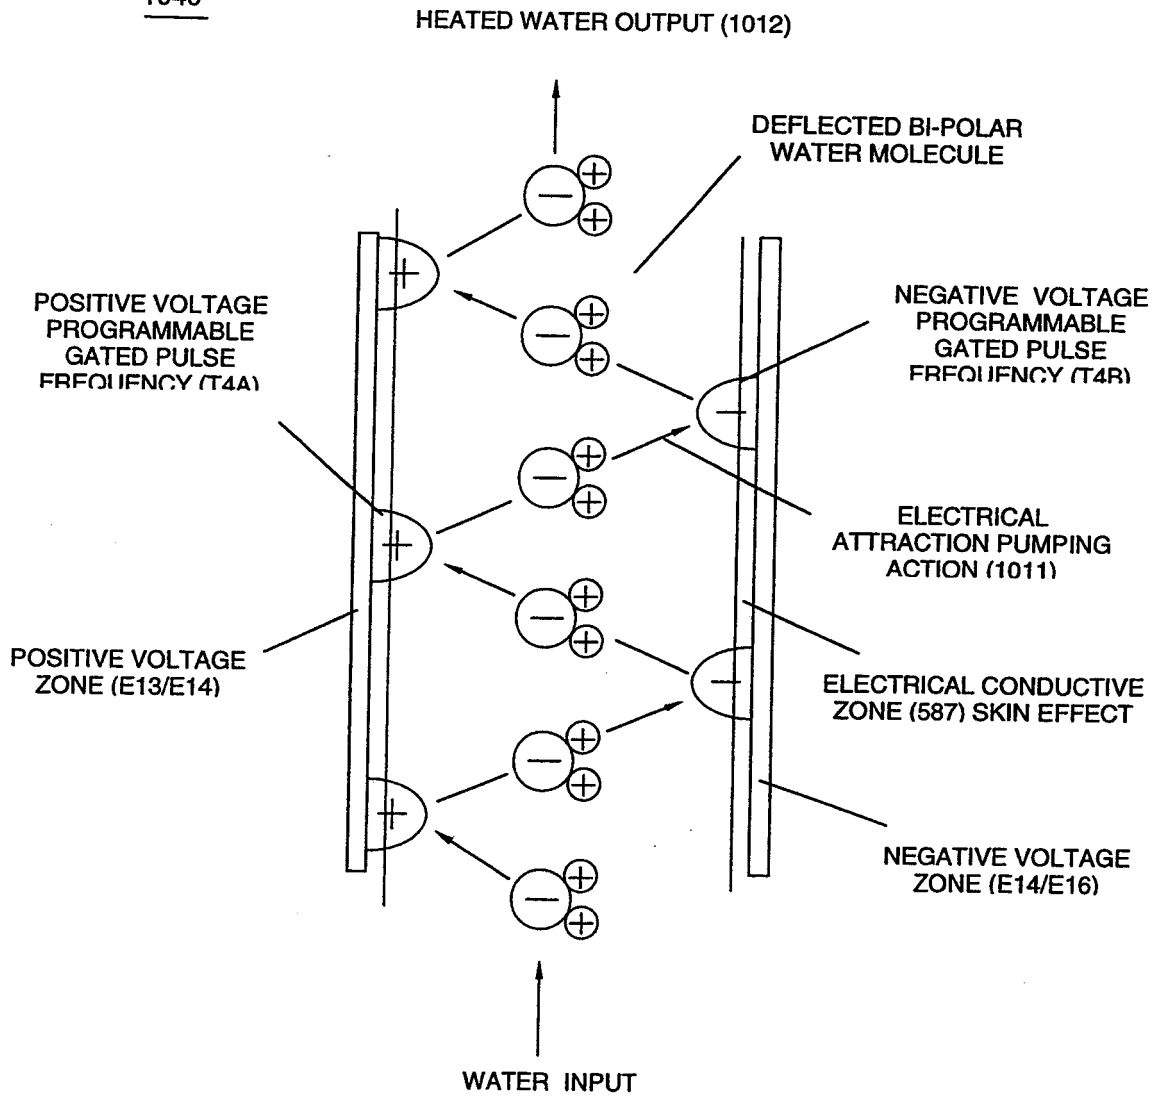 HEATED WATER OUTPUT (1012)
DEFLECTED BI-POLAR
WATER MOLECULE
POSITIVE VOLTAGE
PROGRAMMABLE
GATED PULSE
FREQUENCY (T4A)
NEGATIVE VOLTAGE
PROGRAMMABLE
GATED PULSE
FREQUENCY (T4B)
ELECTRICAL
ATTRACTION PUMPING
ACTION (1011)
POSITIVE VOLTAGE
ZONE (E13/E14)
ELECTRICAL CONDUCTIVE
ZONE (587) SKIN EFFECT
NEGATIVE VOLTAGE
ZONE (E14/E16)
WATER INPUT